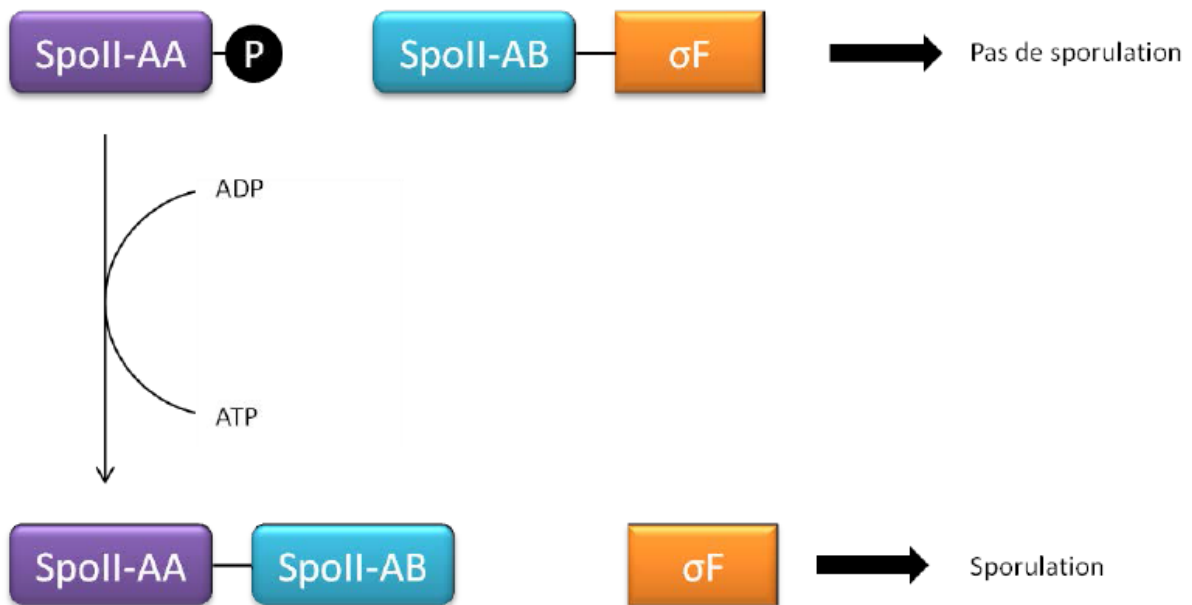 SpoII-AA P SpoII-AB σF Pas de sporulation
ADP
ATP
SpoII-AA SpoII-AB σF Sporulation